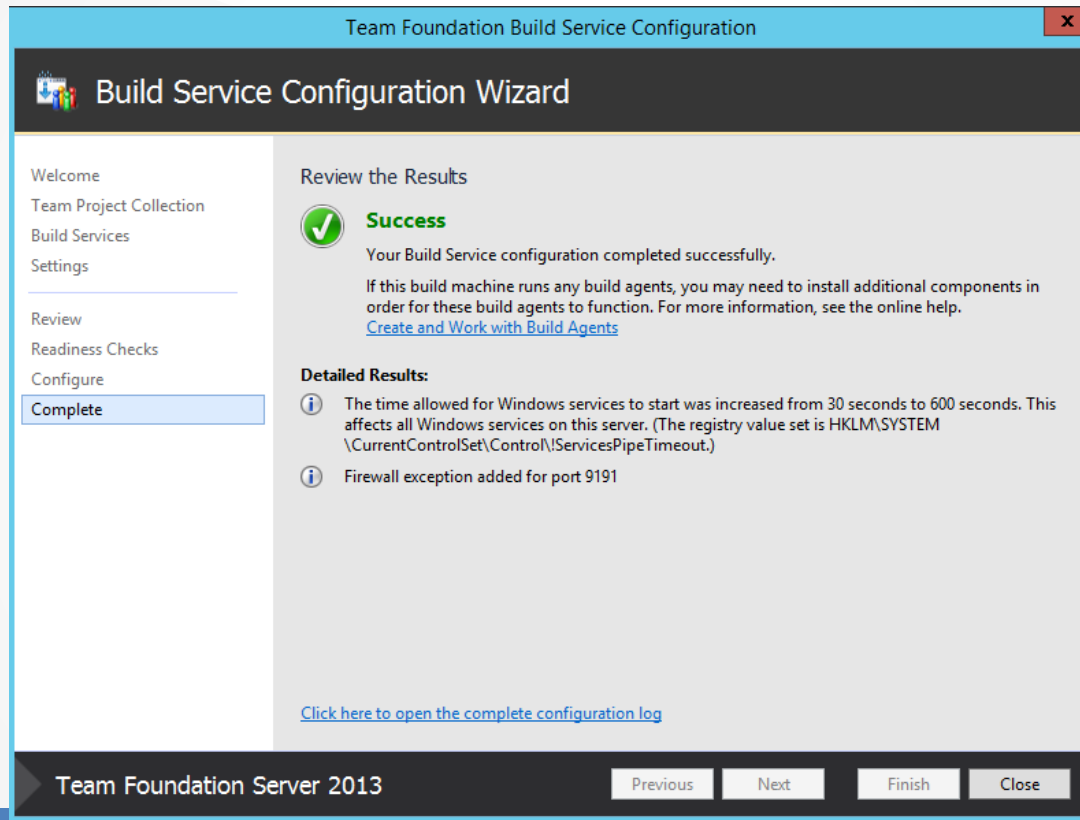 Team Foundation Build Service Configuration
x
Build Service Configuration Wizard
Welcome
Team Project Collection
Build Services
Settings
Review
Readiness Checks
Configure
Complete
Review the Results
Success
Your Build Service configuration completed successfully.
If this build machine runs any build agents, you may need to install additional components in
order for these build agents to function. For more information, see the online help.
Create and Work with Build Agents
Detailed Results:
The time allowed for Windows services to start was increased from 30 seconds to 600 seconds. This
affects all Windows services on this server. (The registry value set is HKLM\SYSTEM
\CurrentControlSet\Control\!ServicesPipeTimeout.)
Firewall exception added for port 9191
Click here to open the complete configuration log
Team Foundation Server 2013
Previous
Next
Finish
Close